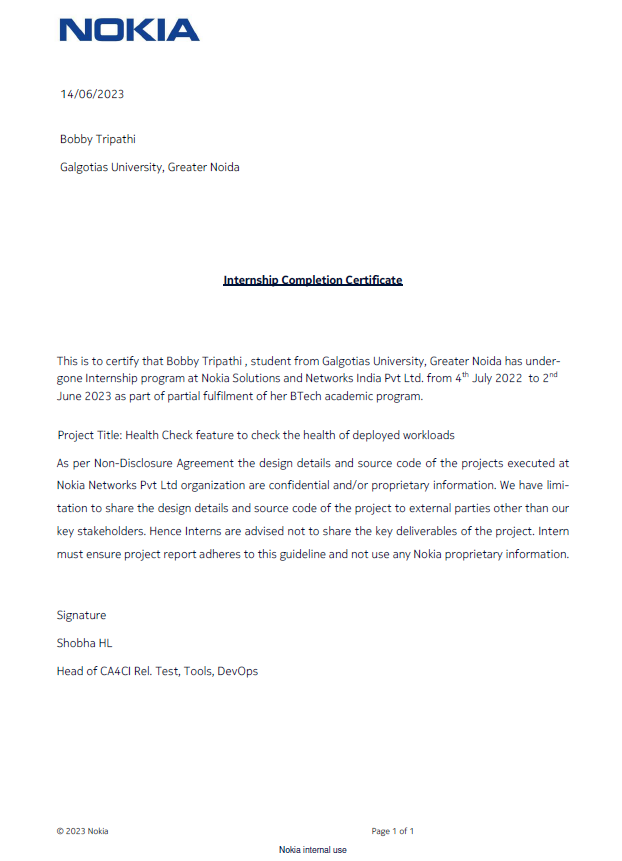 NOKIA
14/06/2023
Bobby Tripathi
Galgotias University, Greater Noida
Internship Completion Certificate
This is to certify that Bobby Tripathi , student from Galgotias University, Greater Noida has under-
gone Internship program at Nokia Solutions and Networks India Pvt Ltd. from 4th July 2022 to 2nd
June 2023 as part of partial fulfilment of her BTech academic program.
Project Title: Health Check feature to check the health of deployed workloads
As per Non-Disclosure Agreement the design details and source code of the projects executed at
Nokia Networks Pvt Ltd organization are confidential and/or proprietary information. We have limi-
tation to share the design details and source code of the project to external parties other than our
key stakeholders. Hence Interns are advised not to share the key deliverables of the project. Intern
must ensure project report adheres to this guideline and not use any Nokia proprietary information.
Signature
Shobha HL
Head of CA4CI Rel. Test, Tools, DevOps
© 2023 Nokia Page 1 of 1
Nokia internal use